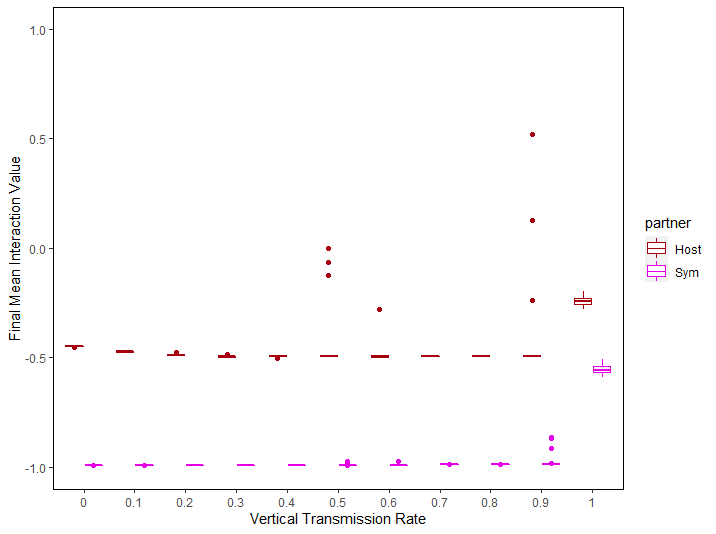 1.0
0.5
0.0
-0.5
-1.0
Final Mean Interaction Value
0 0.1 0.2 0.3 0.4 0.5 0.6 0.7 0.8 0.9 1
Vertical Transmission Rate
partner
Host
Sym